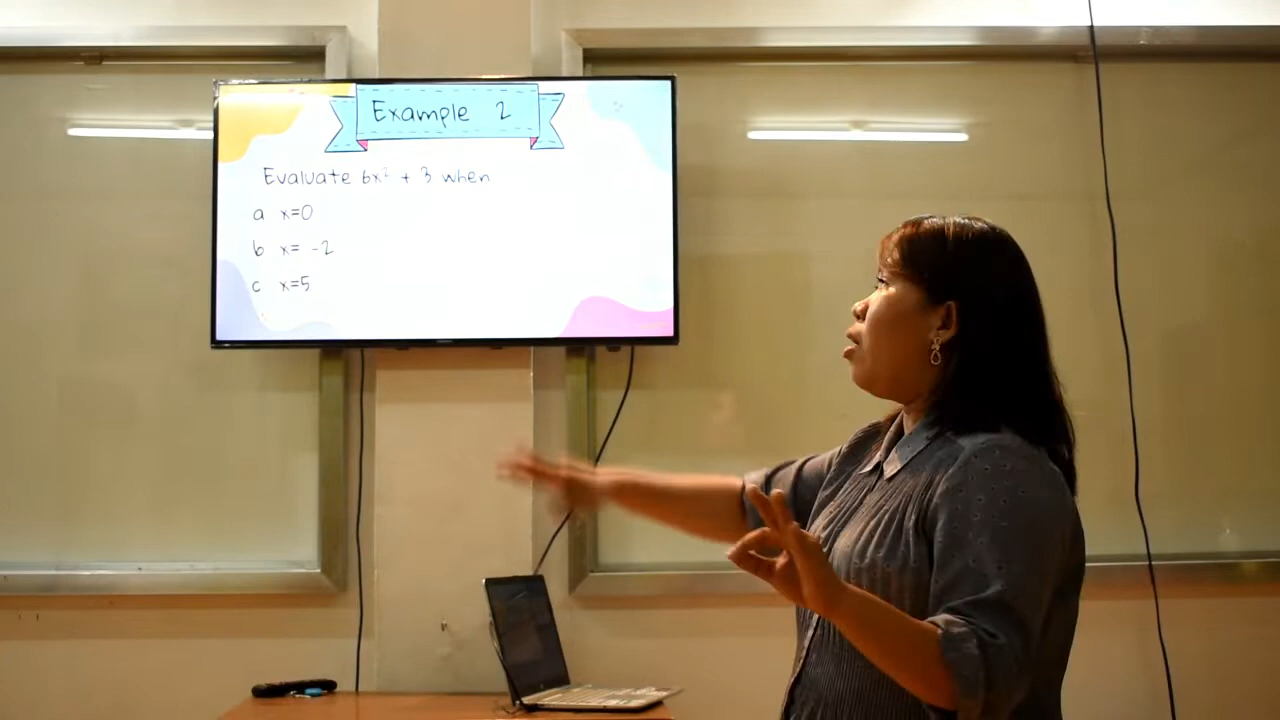 Example 2
Evaluate 6x² + 3 when
a x=0
b x= -2
c x=5